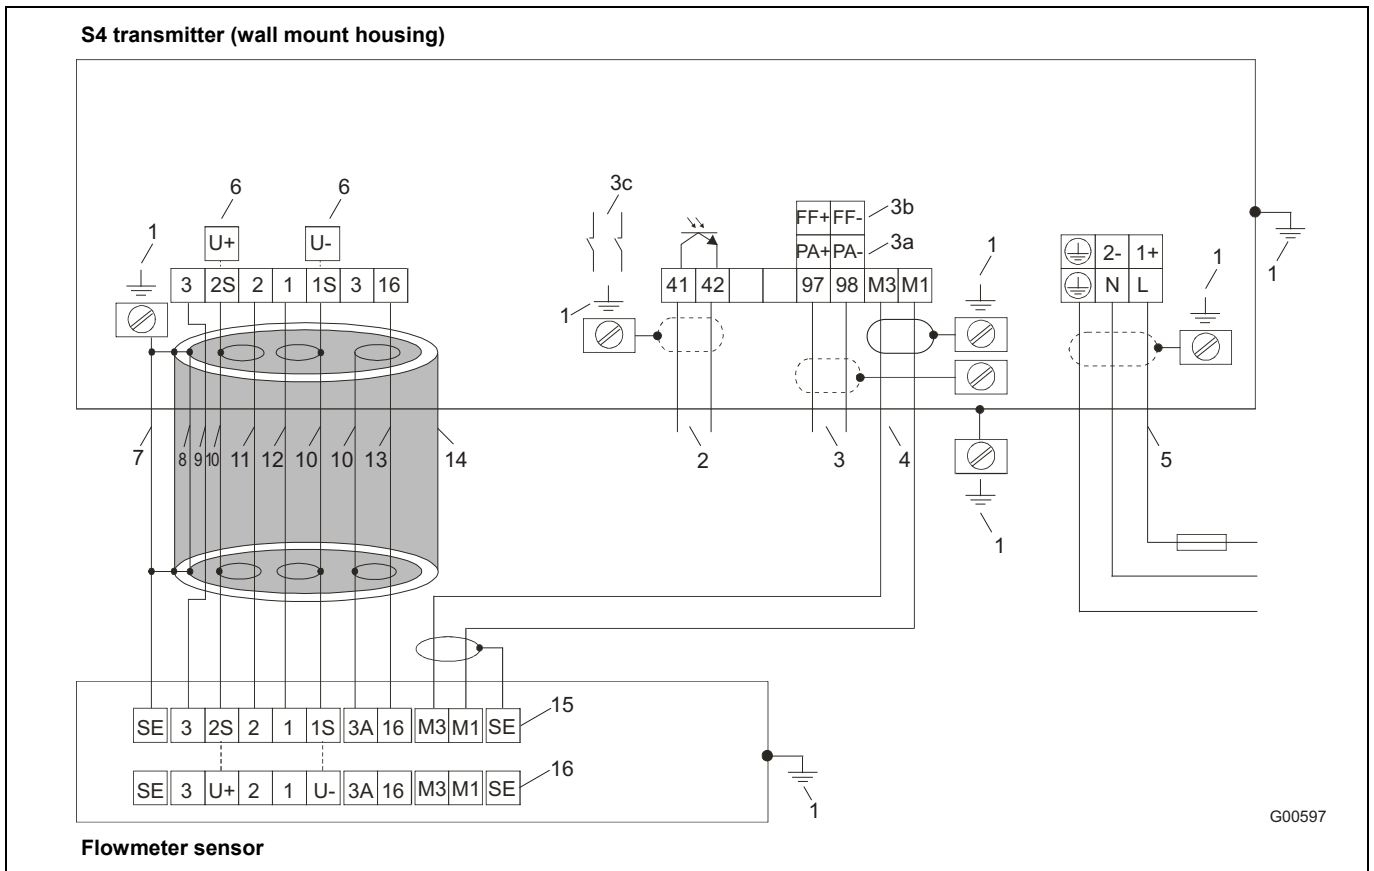 S4 transmitter (wall mount housing)
6 6 3c
FF+ FF- 3b
1 U+ U- PA+ PA- 3a 1 2- 1+ 1 1
3 2S 2 1 1S 3 16 41 42 97 98 M3 M1 N L
1
7 8 9 10 11 12 10 10 13 14 2 3 4 5
1
SE 3 2S 2 1 1S 3A 16 M3 M1 SE 15
SE 3 U+ 2 1 U- 3A 16 M3 M1 SE 16
1
G00597
Flowmeter sensor